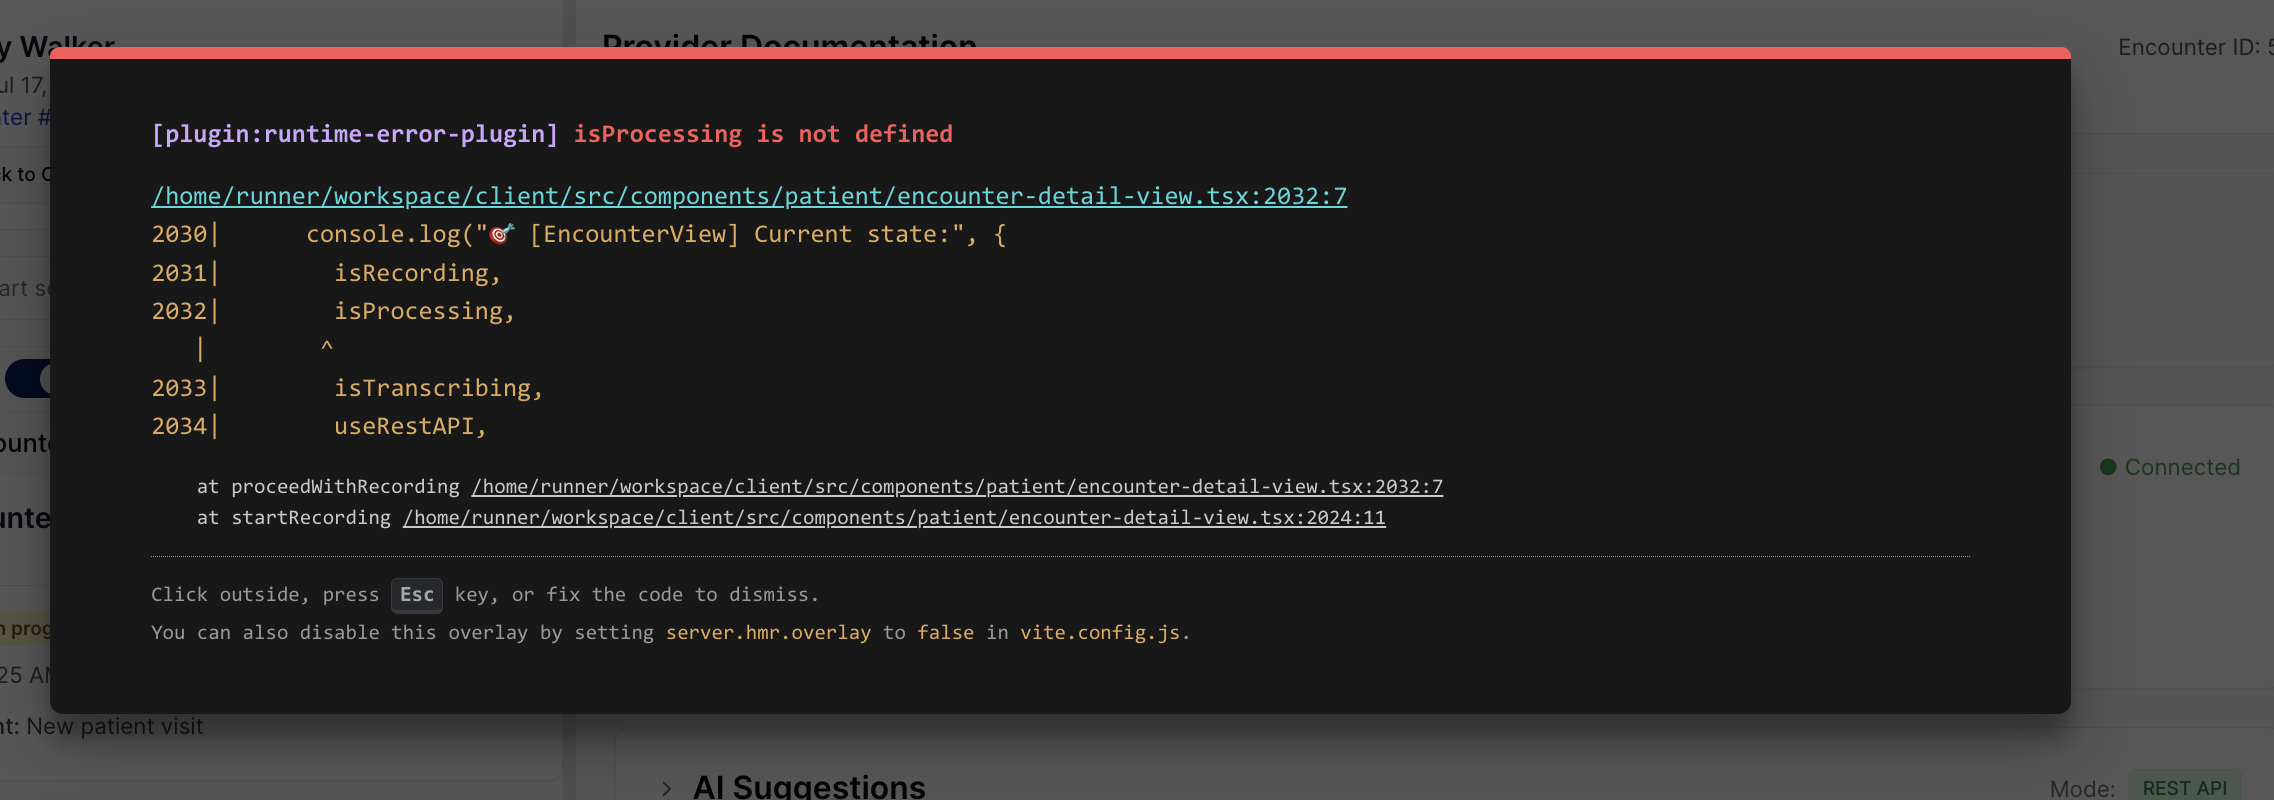 y Walker
Provider Documentation
Encounter ID: 5
ul 17,
nter #
[plugin:runtime-error-plugin] isProcessing is not defined
ck to C
/home/runner/workspace/client/src/components/patient/encounter-detail-view.tsx:2032:7
2030|      console.log("🎯 [EncounterView] Current state:", {
2031|        isRecording,
art se
2032|        isProcessing,
|        ^
2033|        isTranscribing,
2034|        useRestAPI,
ounte
Connected
at proceedWithRecording /home/runner/workspace/client/src/components/patient/encounter-detail-view.tsx:2032:7
unte
at startRecording /home/runner/workspace/client/src/components/patient/encounter-detail-view.tsx:2024:11
Click outside, press Esc key, or fix the code to dismiss.
n prog
You can also disable this overlay by setting server.hmr.overlay to false in vite.config.js.
25 AM
nt: New patient visit
AI Suggestions
Mode: REST API